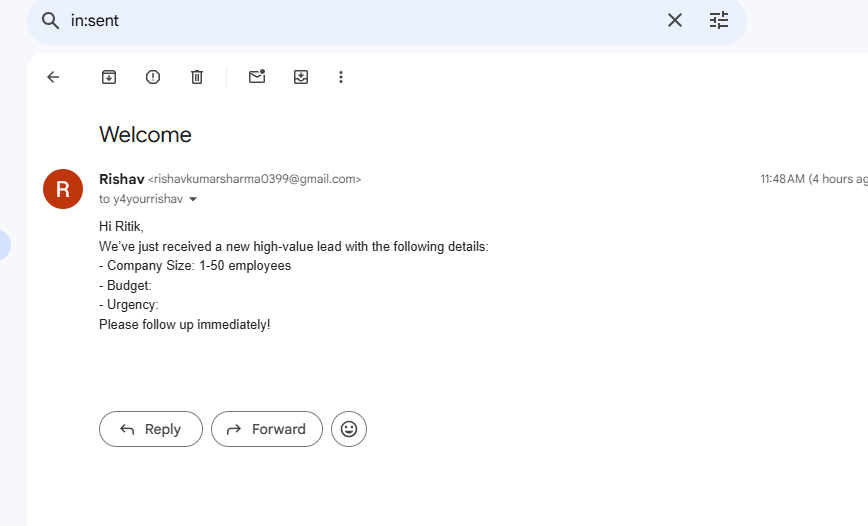 in:sent
Welcome
Rishav <rishavkumarsharma0399@gmail.com>
11:48 AM (4 hours ag
to y4yourrishav
R
Hi Ritik,
We've just received a new high-value lead with the following details:
- Company Size: 1-50 employees
- Budget:
- Urgency:
Please follow up immediately!
Reply
Forward